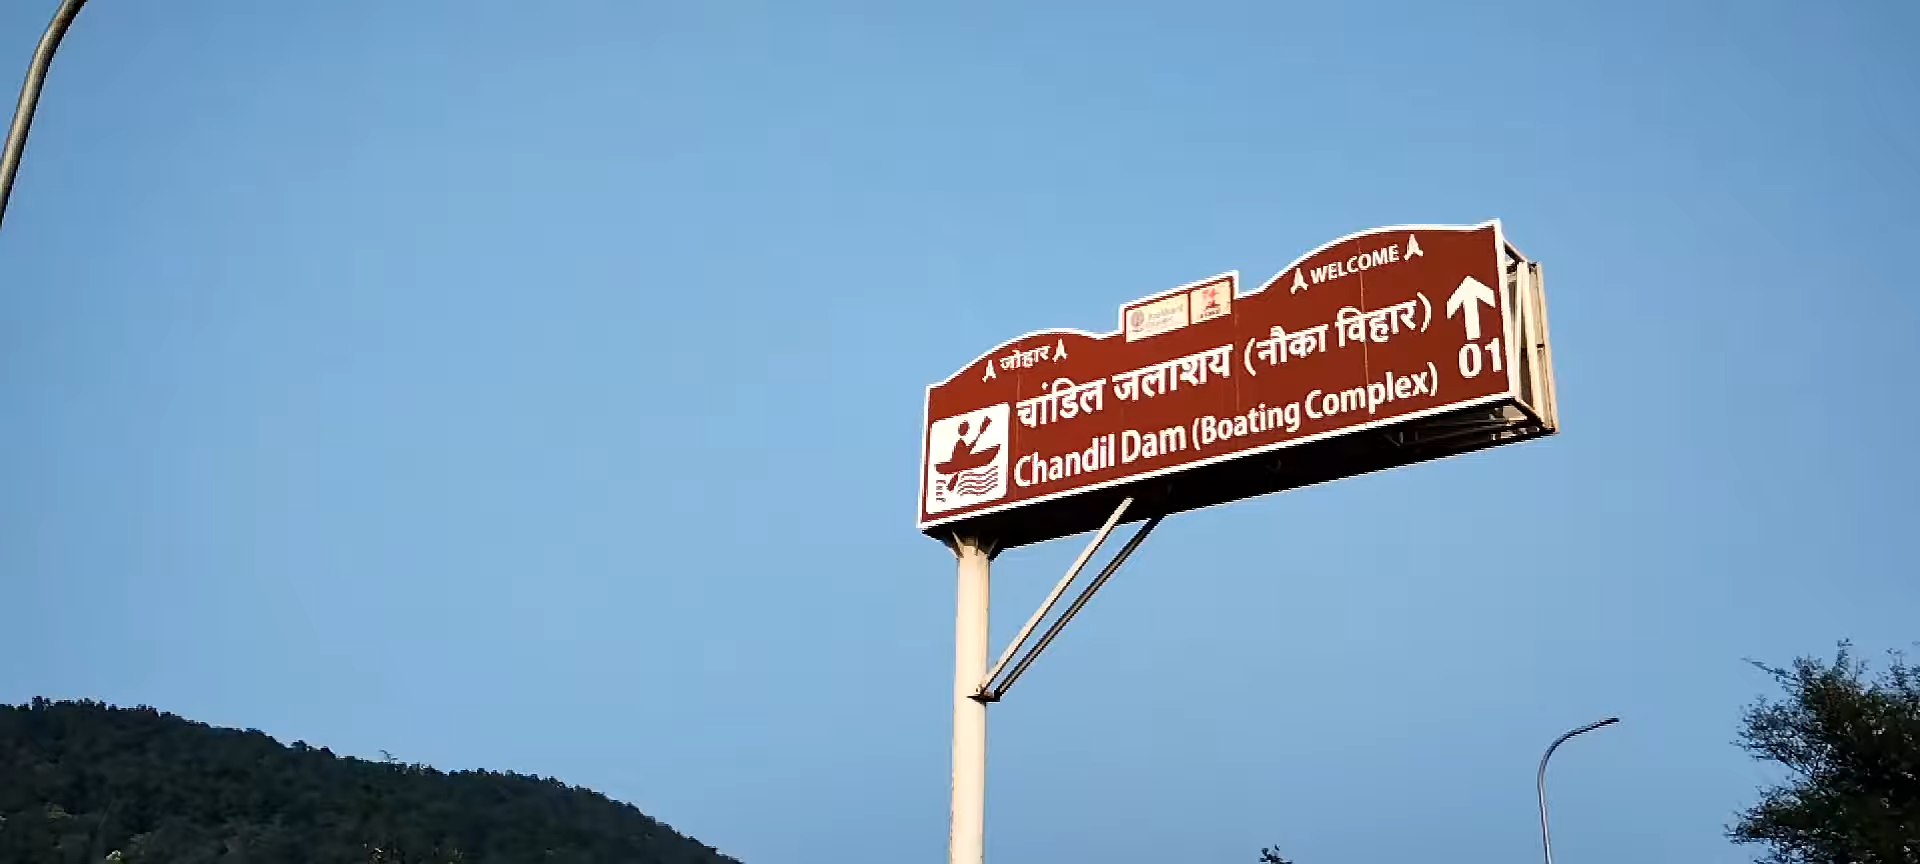 जोहार
WELCOME
चांडिल जलाशय (नौका विहार)
Chandil Dam (Boating Complex)
01